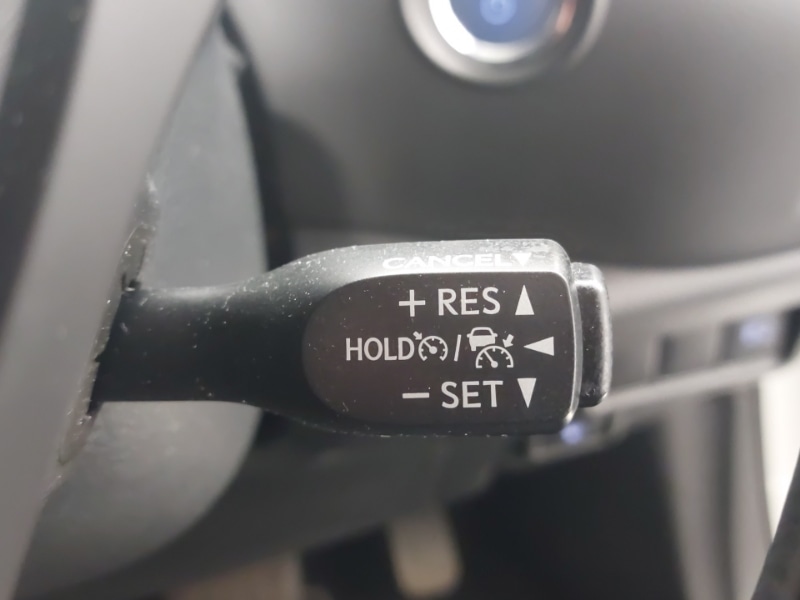 CANCEL▼
+ RES ▲
HOLD / ◄
− SET ▼